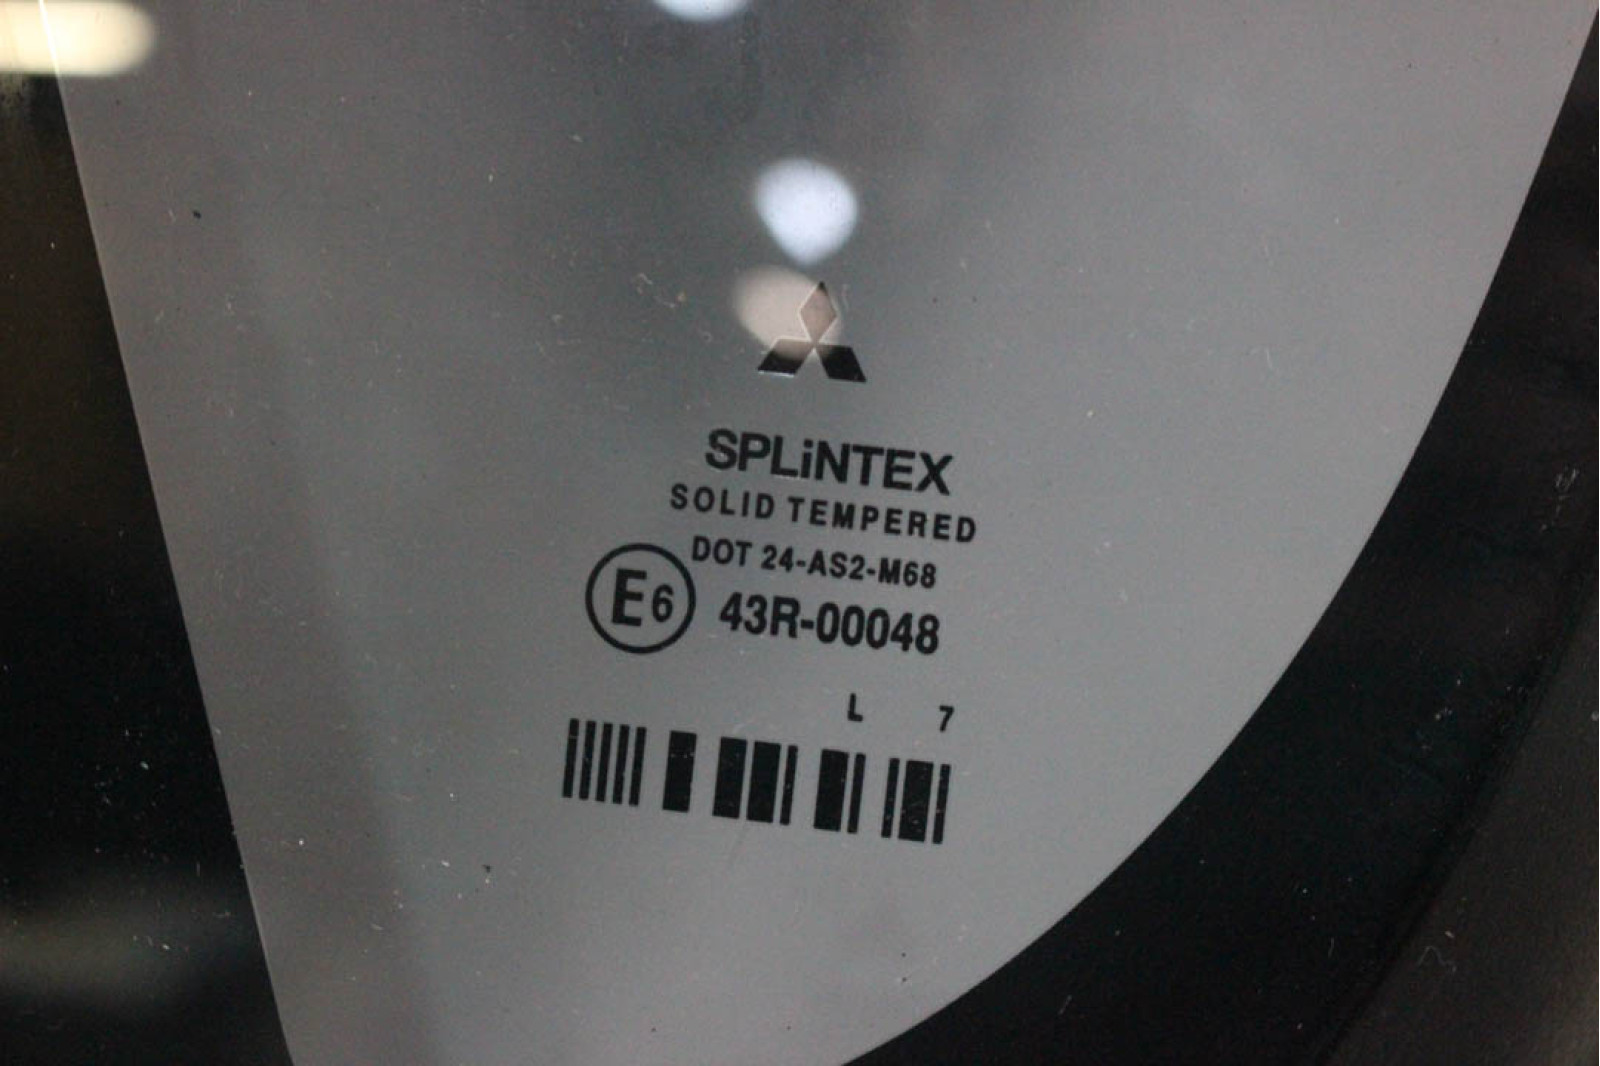 SPLiNTEX
SOLID TEMPERED
DOT 24-AS2-M68
E6 43R-00048
L 7